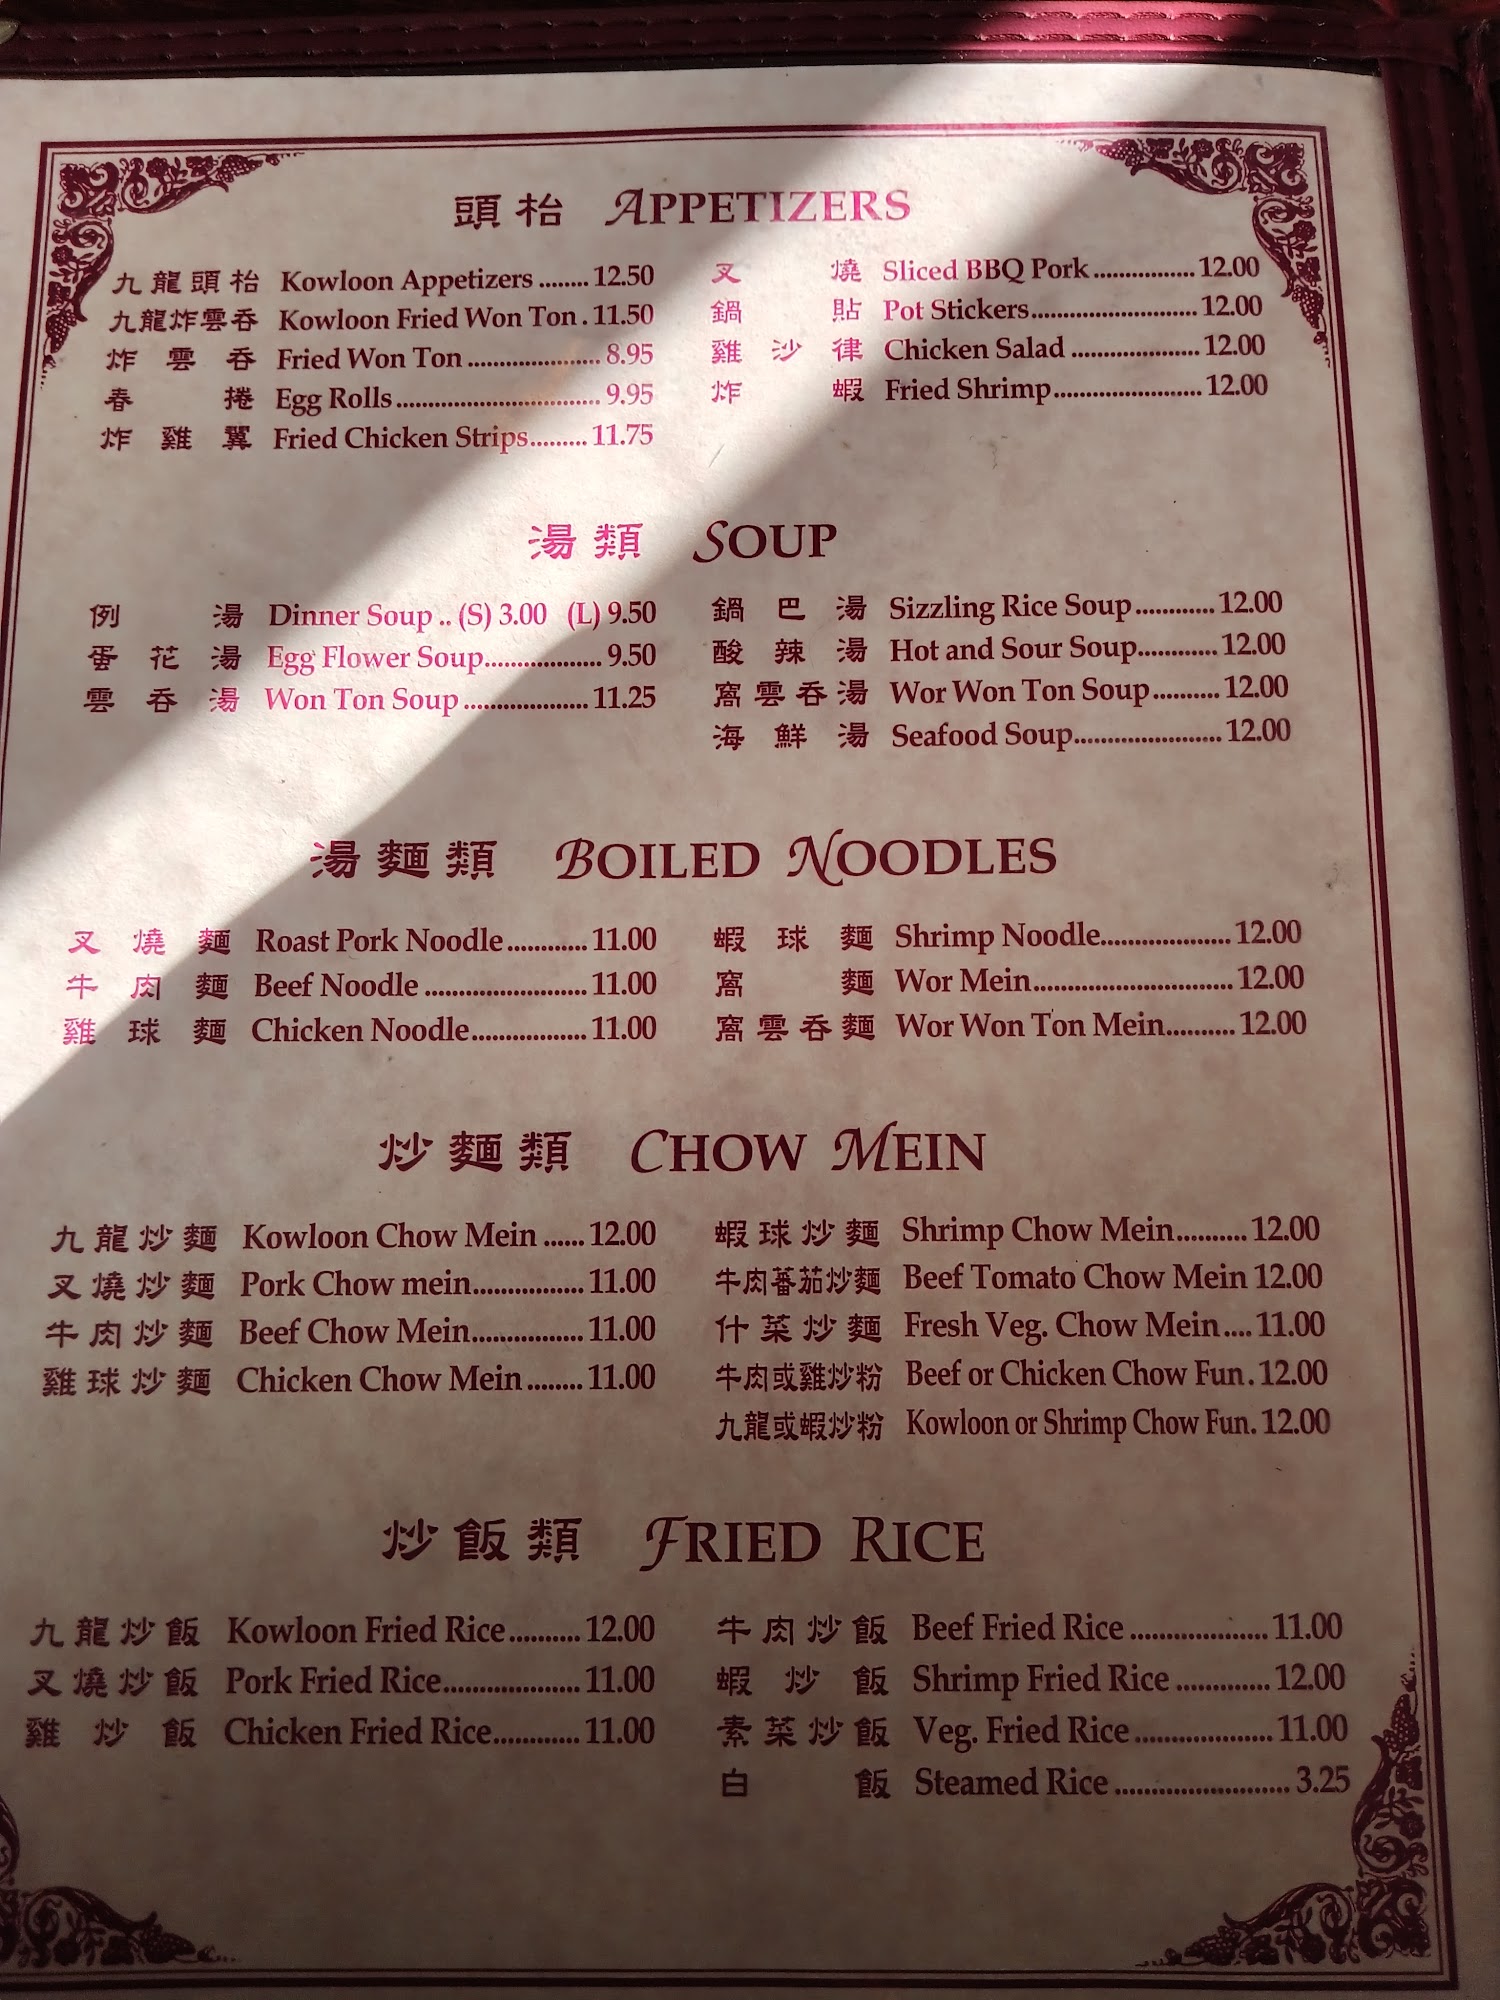 頭枱 APPETIZERS
九龍頭枱 Kowloon Appetizers ........ 12.50
九龍炸雲吞 Kowloon Fried Won Ton . 11.50
炸雲吞 Fried Won Ton ...................... 8.95
春捲 Egg Rolls ................................. 9.95
炸雞翼 Fried Chicken Strips ......... 11.75
叉燒 Sliced BBQ Pork ................. 12.00
鍋貼 Pot Stickers ........................... 12.00
雞沙律 Chicken Salad ..................... 12.00
炸蝦 Fried Shrimp ........................ 12.00
湯類 SOUP
例湯 Dinner Soup .. (S) 3.00 (L) 9.50
蛋花湯 Egg Flower Soup ................... 9.50
雲吞湯 Won Ton Soup .................... 11.25
鍋巴湯 Sizzling Rice Soup ............ 12.00
酸辣湯 Hot and Sour Soup ............ 12.00
窩雲吞湯 Wor Won Ton Soup .......... 12.00
海鮮湯 Seafood Soup ...................... 12.00
湯麵類 BOILED NOODLES
叉燒麵 Roast Pork Noodle ............ 11.00
牛肉麵 Beef Noodle ........................ 11.00
雞球麵 Chicken Noodle ................. 11.00
蝦球麵 Shrimp Noodle ................... 12.00
窩麵 Wor Mein .............................. 12.00
窩雲吞麵 Wor Won Ton Mein .......... 12.00
炒麵類 CHOW MEIN
九龍炒麵 Kowloon Chow Mein ...... 12.00
叉燒炒麵 Pork Chow mein ................. 11.00
牛肉炒麵 Beef Chow Mein ................ 11.00
雞球炒麵 Chicken Chow Mein ........ 11.00
蝦球炒麵 Shrimp Chow Mein .......... 12.00
牛肉蕃茄炒麵 Beef Tomato Chow Mein 12.00
什菜炒麵 Fresh Veg. Chow Mein .... 11.00
牛肉或雞炒粉 Beef or Chicken Chow Fun . 12.00
九龍或蝦炒粉 Kowloon or Shrimp Chow Fun. 12.00
炒飯類 FRIED RICE
九龍炒飯 Kowloon Fried Rice .......... 12.00
叉燒炒飯 Pork Fried Rice .................... 11.00
雞炒飯 Chicken Fried Rice ............ 11.00
牛肉炒飯 Beef Fried Rice .................... 11.00
蝦炒飯 Shrimp Fried Rice ............. 12.00
素菜炒飯 Veg. Fried Rice .................... 11.00
白飯 Steamed Rice ......................... 3.25